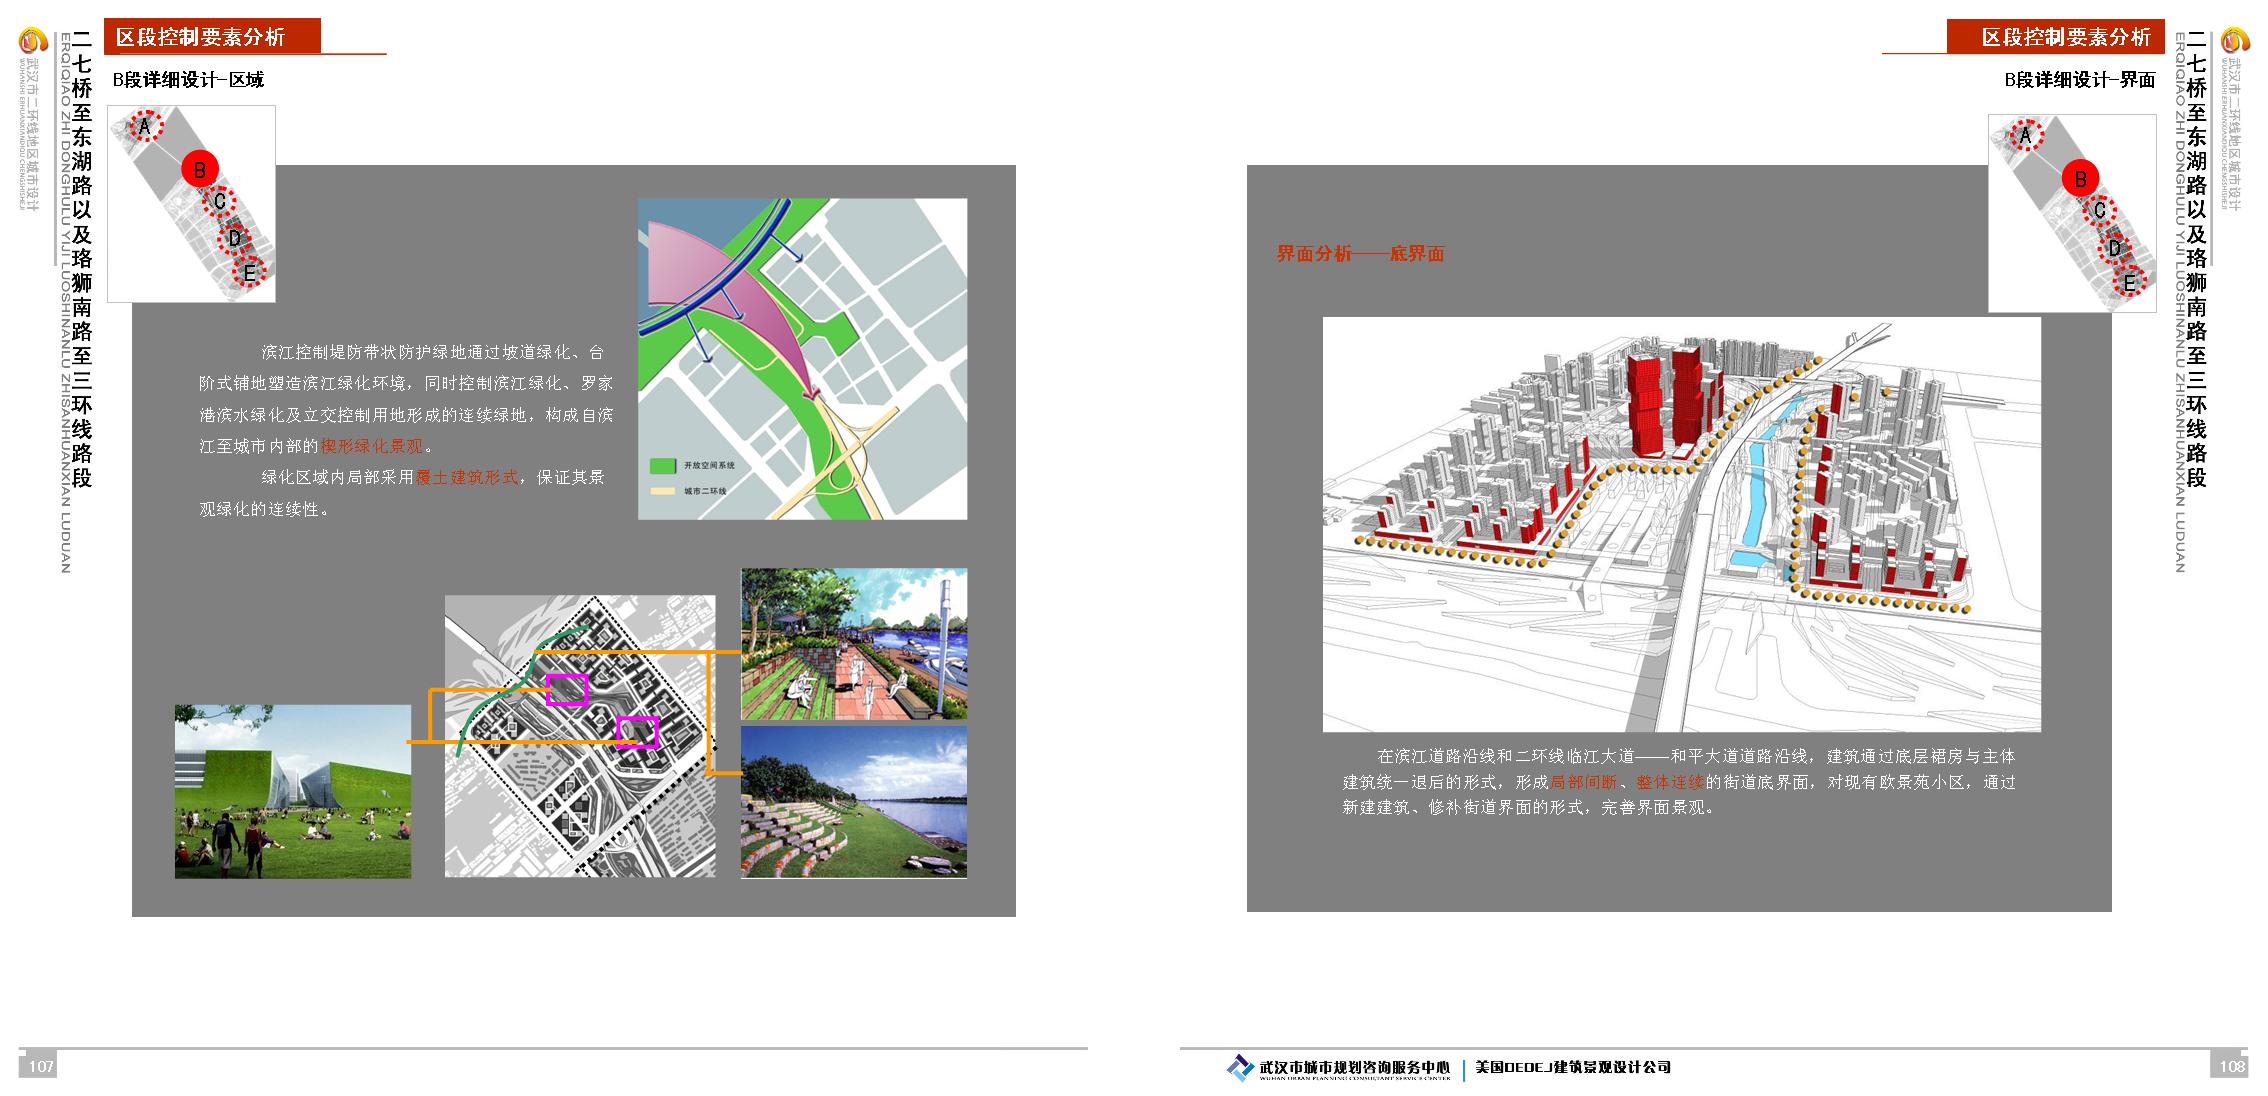 区段控制要素分析
B段详细设计-区域
武汉市二环线地区城市设计
WUHANSHI ERHUANXIANDIQU CHENGSHISHEJI
二七桥至东湖路以及珞狮南路至三环线路段
ERQIQIAO ZHI DONGHULU YIJI LUOSHINANLU ZHISANHUANXIAN LUDUAN
A
B
C
D
E
滨江控制堤防带状防护绿地通过坡道绿化、台
阶式铺地塑造滨江绿化环境，同时控制滨江绿化、罗家
港滨水绿化及立交控制用地形成的连续绿地，构成自滨
江至城市内部的楔形绿化景观。
绿化区域内局部采用覆土建筑形式，保证其景
观绿化的连续性。
开放空间系统
城市二环线
107
区段控制要素分析
B段详细设计-界面
武汉市二环线地区城市设计
WUHANSHI ERHUANXIANDIQU CHENGSHISHEJI
二七桥至东湖路以及珞狮南路至三环线路段
ERQIQIAO ZHI DONGHULU YIJI LUOSHINANLU ZHISANHUANXIAN LUDUAN
A
B
C
D
E
界面分析——底界面
在滨江道路沿线和二环线临江大道——和平大道道路沿线，建筑通过底层裙房与主体
建筑统一退后的形式，形成局部间断、整体连续的街道底界面，对现有欧景苑小区，通过
新建建筑、修补街道界面的形式，完善界面景观。
武汉市城市规划咨询服务中心
WUHAN URBAN PLANNING CONSULTANT SERVICE CENTER
美国DEDEJ建筑景观设计公司
108